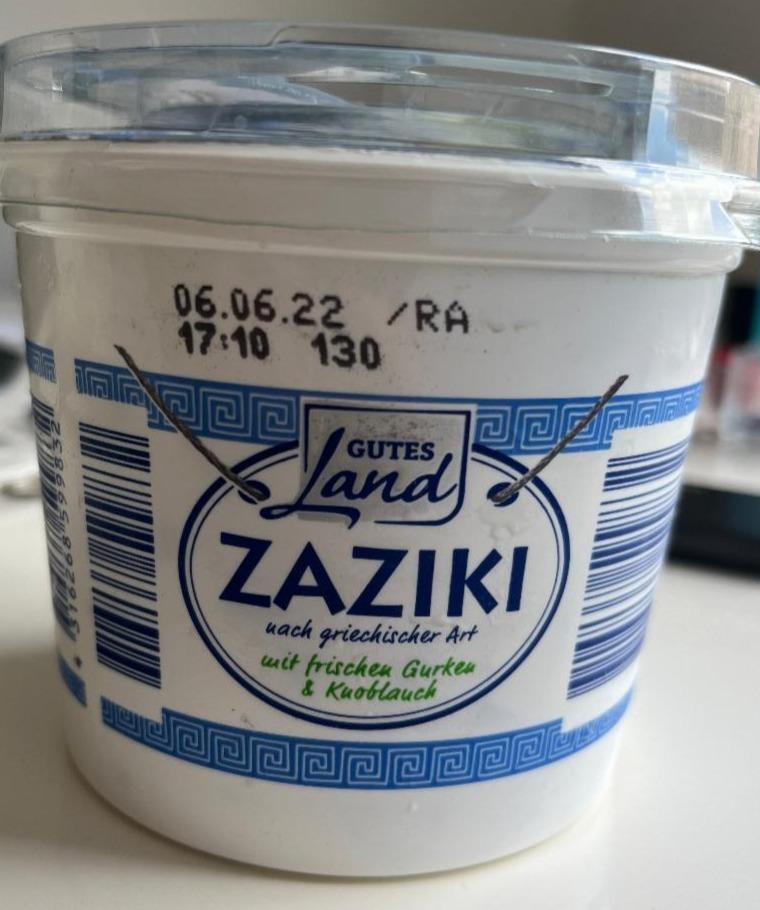 06.06.22 /RA
17:10 130
GUTES
Land
ZAZIKI
nach griechischer Art
mit frischen Gurken
& Knoblauch